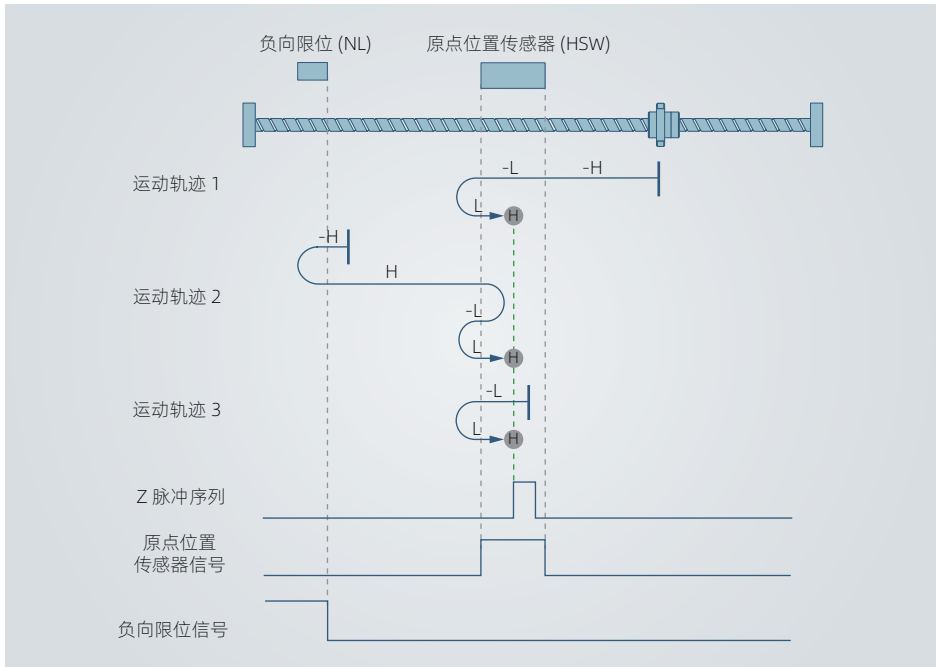 负向限位 (NL)
原点位置传感器 (HSW)
运动轨迹 1
-L
-H
L
H
-H
H
运动轨迹 2
-L
L
H
运动轨迹 3
-L
L
H
Z 脉冲序列
原点位置
传感器信号
负向限位信号